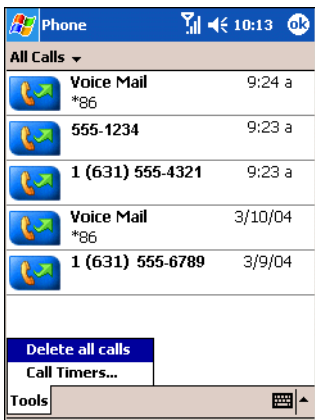 Phone 10:13 ok
All Calls
Voice Mail 9:24 a
*86
555-1234 9:23 a
1 (631) 555-4321 9:23 a
Voice Mail 3/10/04
*86
1 (631) 555-6789 3/9/04
Delete all calls
Call Timers...
Tools